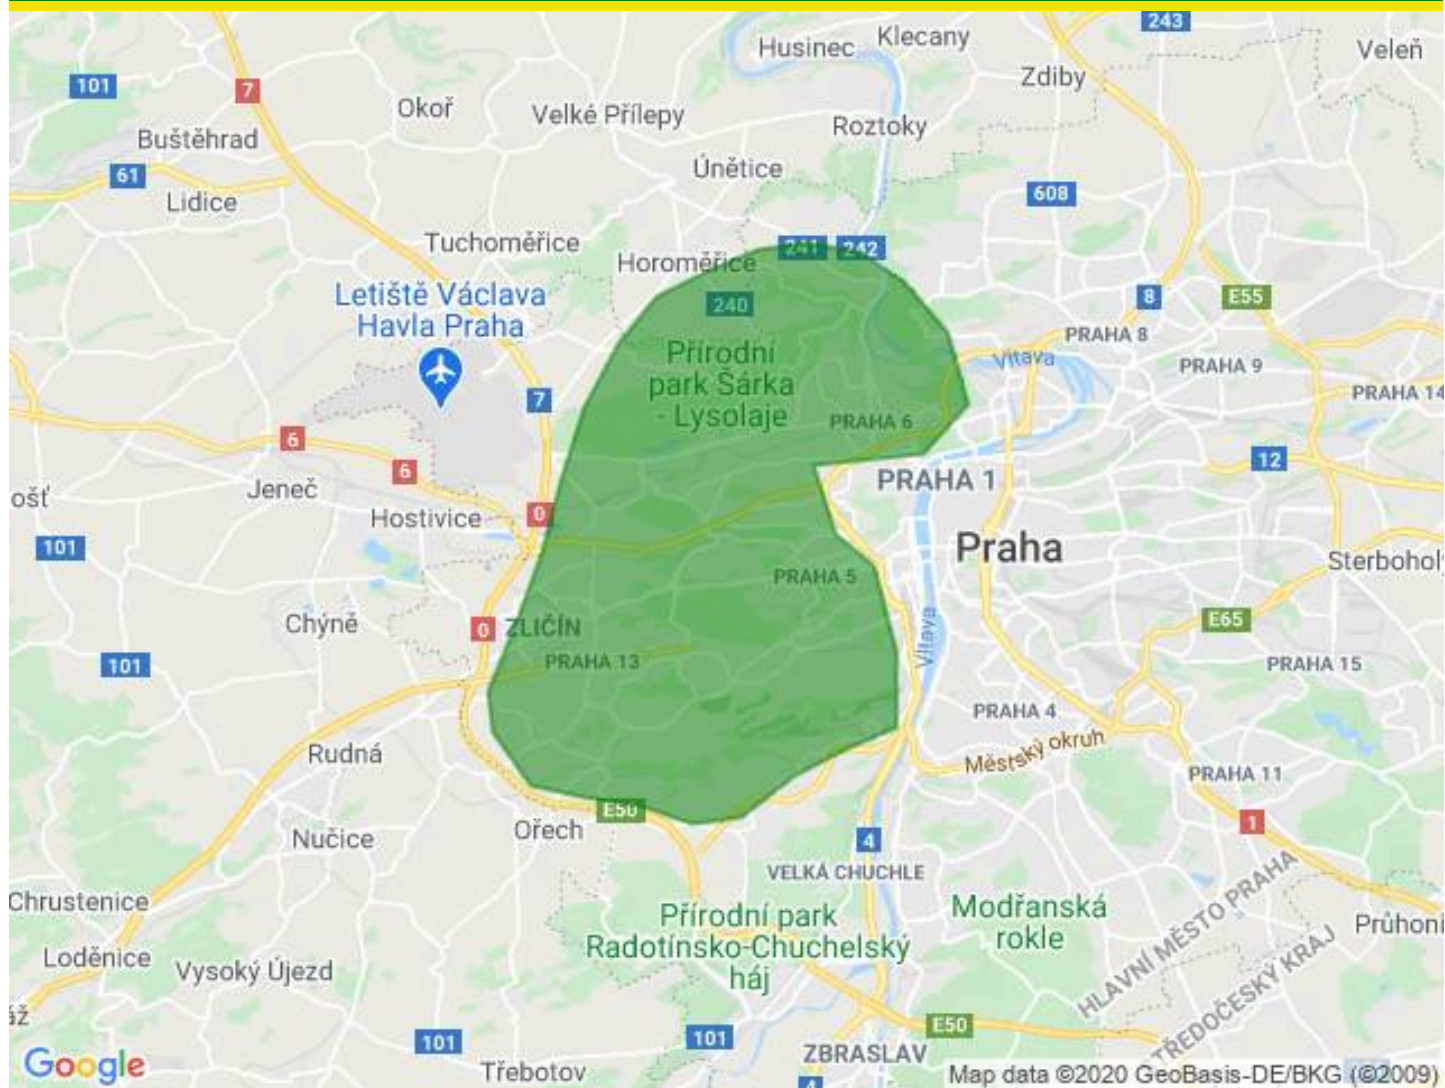 243
Husinec
Klecany
Veleň
Zdiby
101
7
Okoř
Velké Přílepy
Roztoky
Buštěhrad
Únětice
61
608
Lidice
Tuchoměřice
241
242
Horoměřice
Letiště Václava
Havla Praha
240
8
E55
PRAHA 8
Přírodní
park Šárka
- Lysolaje
Vltava
PRAHA 9
7
PRAHA 14
PRAHA 6
6
6
12
Jeneč
PRAHA 1
ošť
Hostivice
0
101
Praha
Sterbohol
PRAHA 5
Chýně
0
ZLIČÍN
E65
Vltava
101
PRAHA 13
PRAHA 15
PRAHA 4
Rudná
Městský okruh
PRAHA 11
E50
Ořech
Nučice
4
1
VELKÁ CHUCHLE
Chrustenice
Přírodní park
Radotínsko-Chuchelský
háj
Modřanská
rokle
HLAVNÍ MĚSTO PRAHA
STŘEDOČESKÝ KRAJ
Průhoni
Loděnice
Vysoký Újezd
áž
101
101
E50
ZBRASLAV
Třebotov
4
Google
Map data ©2020 GeoBasis-DE/BKG (©2009)